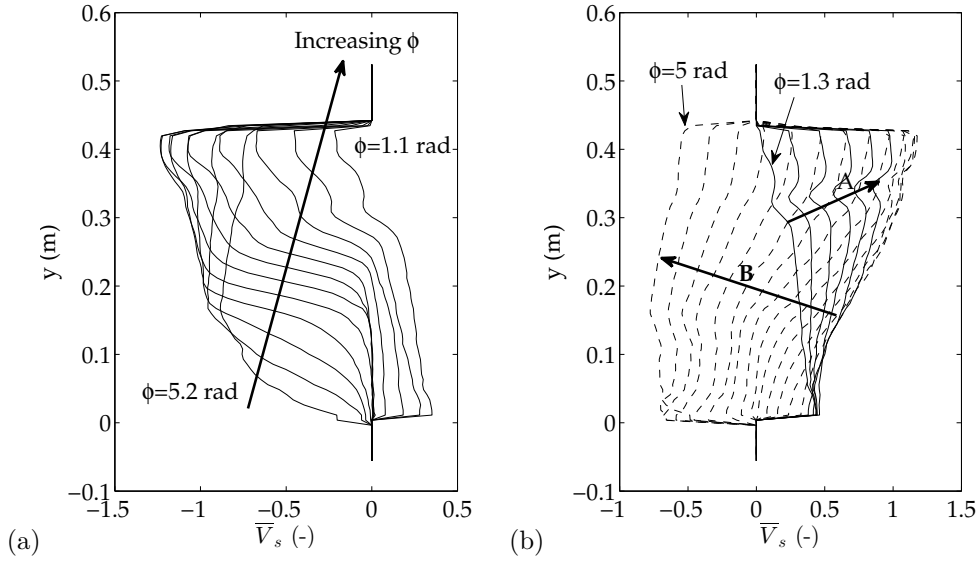 0.6
0.5
0.4
0.3
0.2
0.1
0
−0.1
−1.5
−1
−0.5
0
0.5
y (m)
V̅s (-)
Increasing ϕ
ϕ=1.1 rad
ϕ=5.2 rad
(a)
0.6
0.5
0.4
0.3
0.2
0.1
0
−0.1
−1
−0.5
0
0.5
1
1.5
y (m)
V̅s (-)
ϕ=5 rad
ϕ=1.3 rad
A
B
(b)